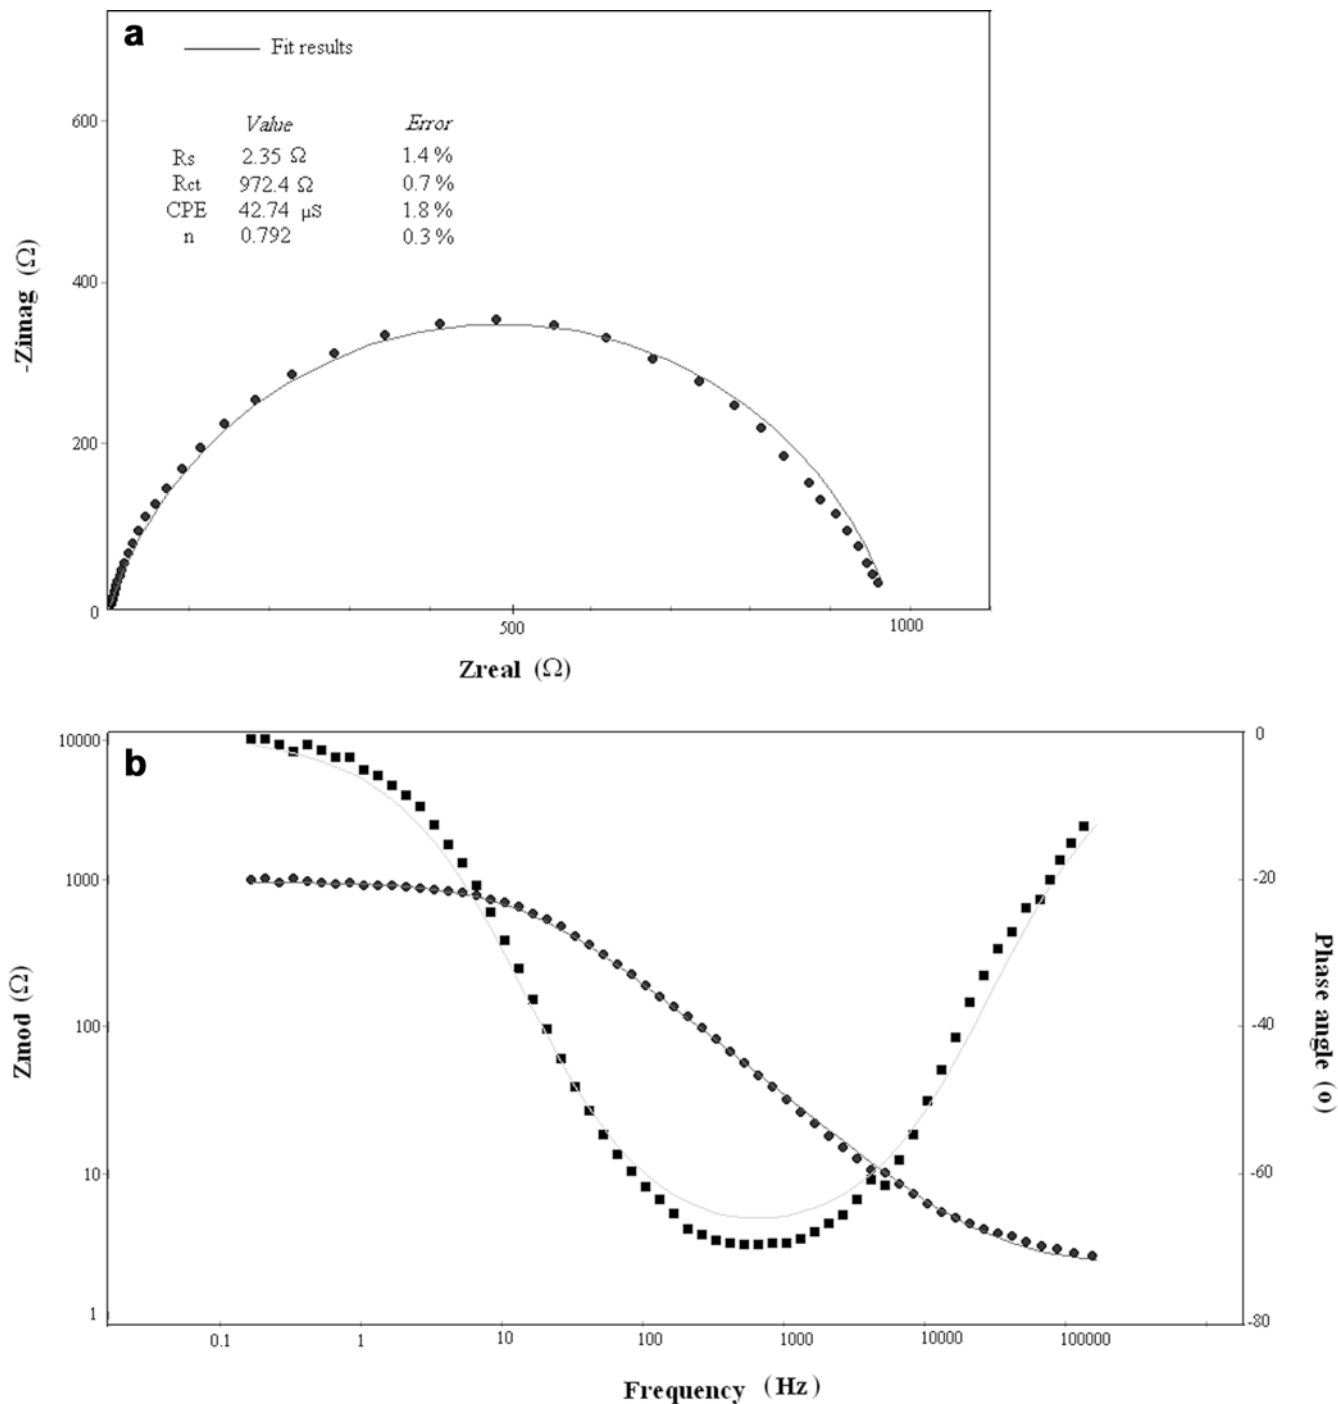 a
Fit results
Value Error
Rs 2.35 Ω 1.4 %
Rct 972.4 Ω 0.7 %
CPE 42.74 μS 1.8 %
n 0.792 0.3 %
600
400
200
0
-Zimag (Ω)
500 1000
Zreal (Ω)
b
10000
1000
100
10
1
Zmod (Ω)
0
-20
-40
-60
-80
Phase angle (o)
0.1 1 10 100 1000 10000 100000
Frequency (Hz)